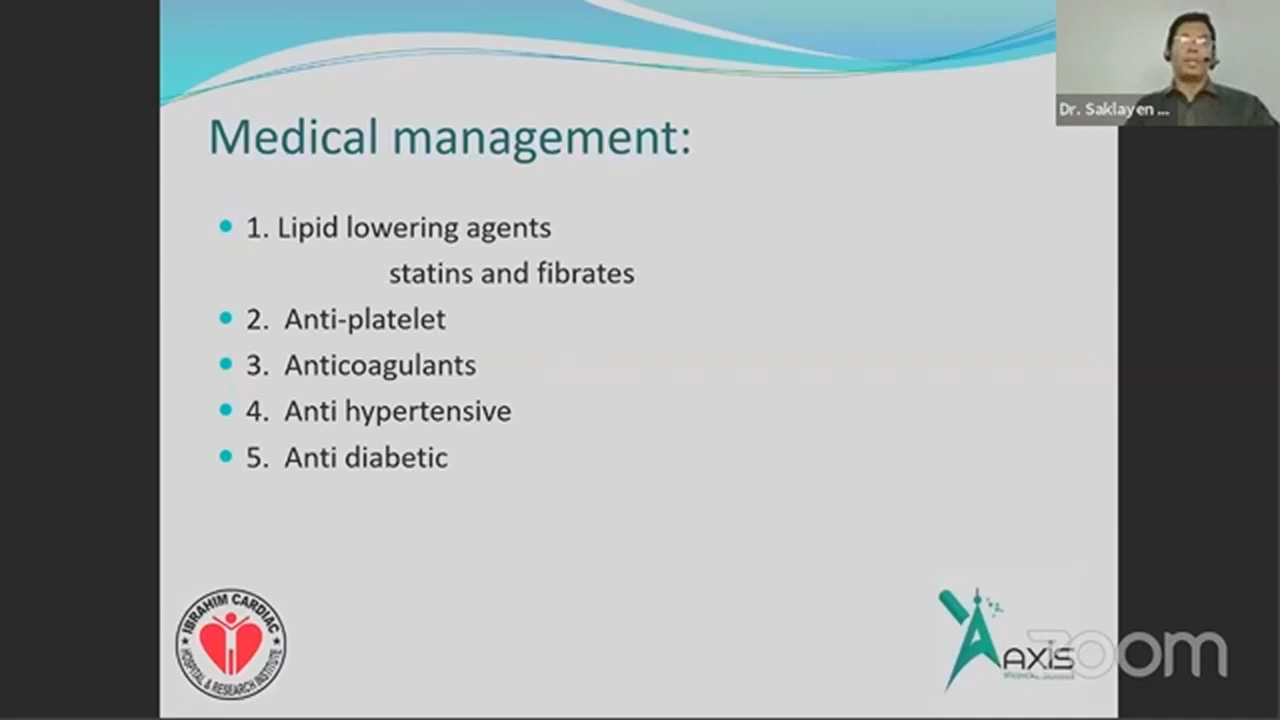 Dr. Saklayen ...
Medical management:
1. Lipid lowering agents
statins and fibrates
2. Anti-platelet
3. Anticoagulants
4. Anti hypertensive
5. Anti diabetic
IBRAHIM CARDIAC
HOSPITAL & RESEARCH INSTITUTE
AXIS
zoom